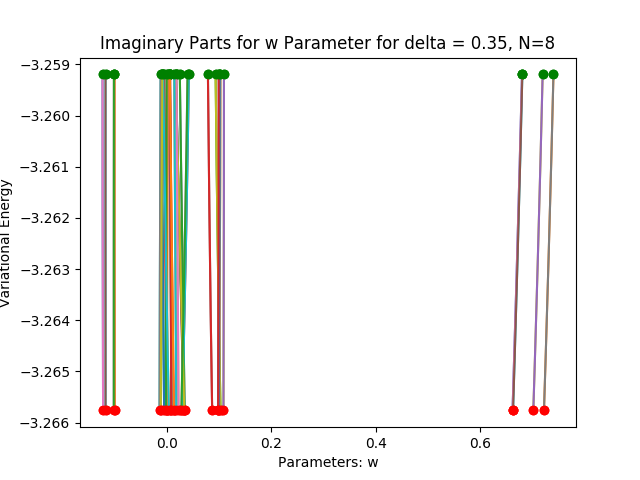 Imaginary Parts for w Parameter for delta = 0.35, N=8
Variational Energy
−3.259
−3.260
−3.261
−3.262
−3.263
−3.264
−3.265
−3.266
0.0 0.2 0.4 0.6
Parameters: w